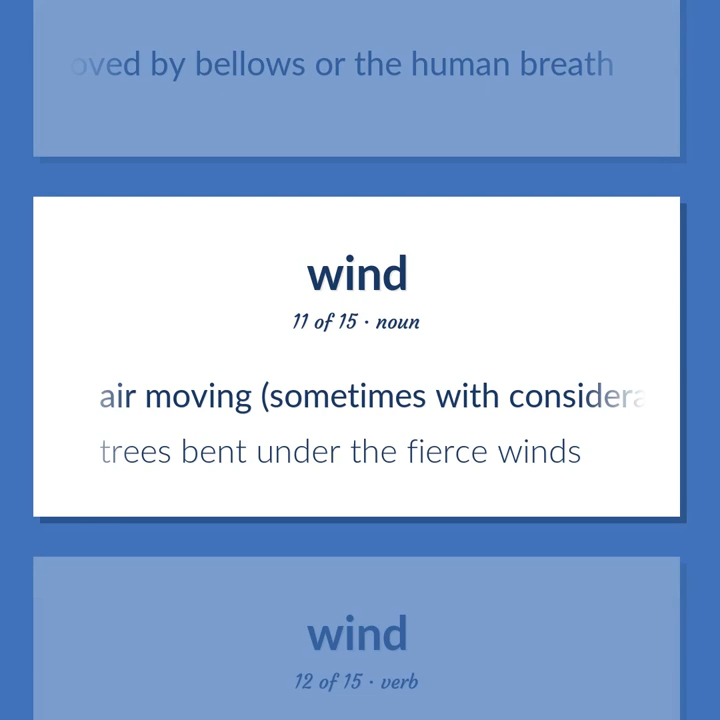 oved by bellows or the human breath
wind
11 of 15 · noun
air moving (sometimes with considera
trees bent under the fierce winds
wind
12 of 15 · verb